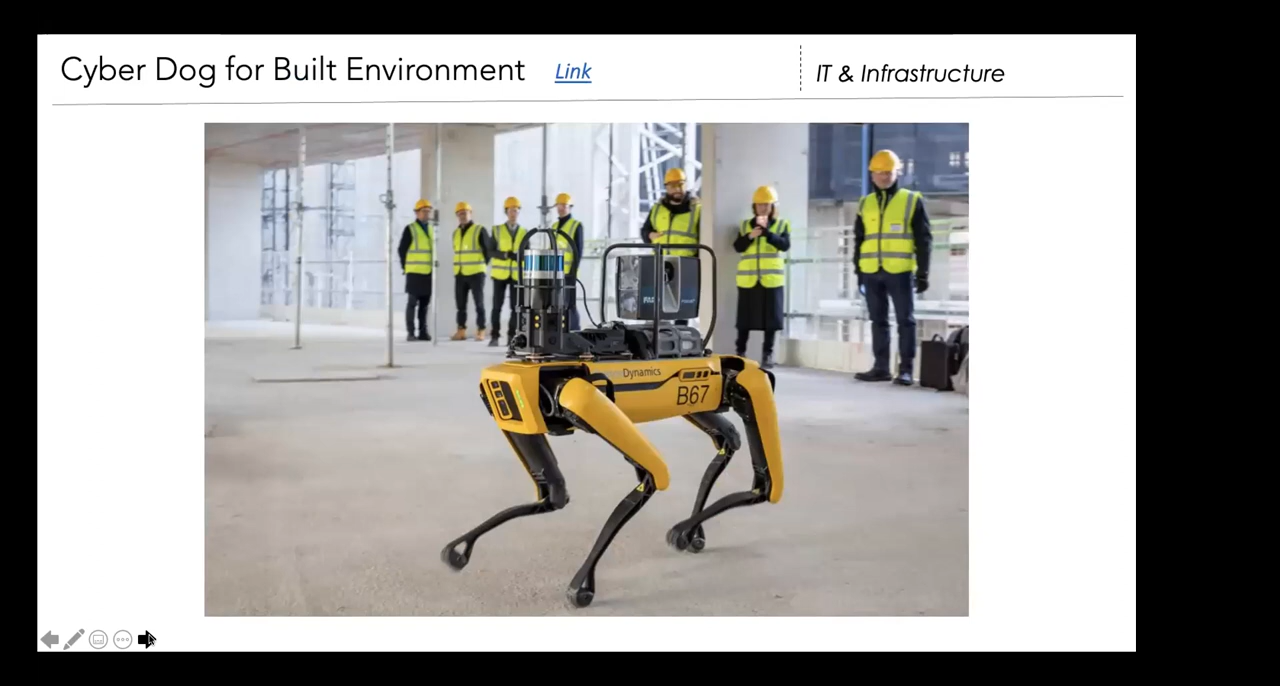 Cyber Dog for Built Environment
Link
IT & Infrastructure
Dynamics
B67